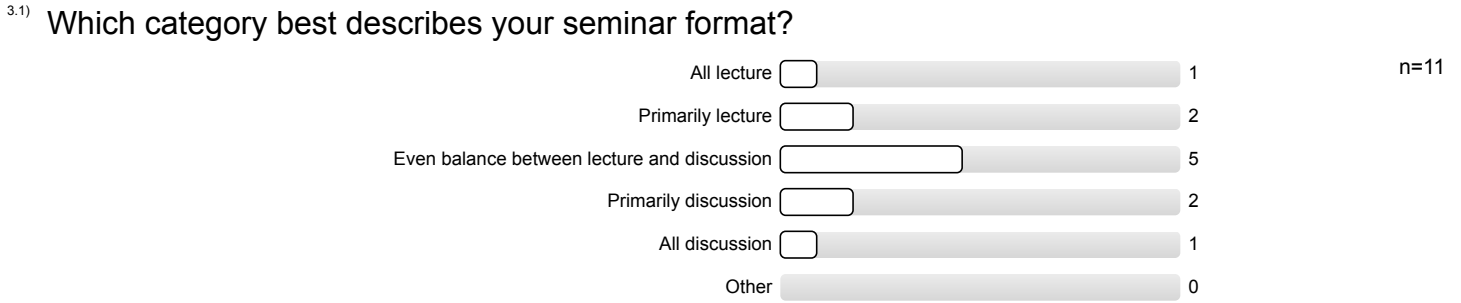 3.1) Which category best describes your seminar format?
All lecture 1 n=11
Primarily lecture 2
Even balance between lecture and discussion 5
Primarily discussion 2
All discussion 1
Other 0